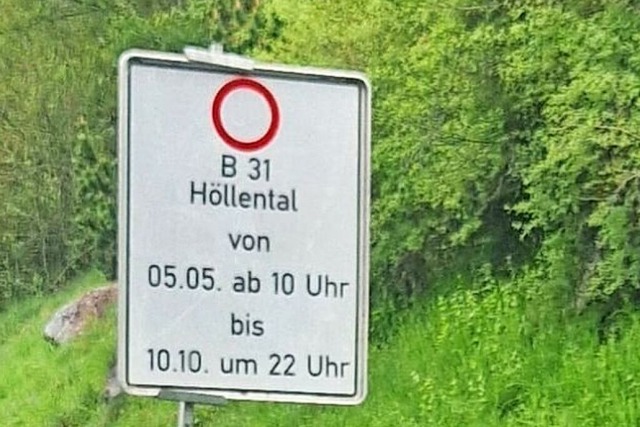 B 31
Höllental
von
05.05. ab 10 Uhr
bis
10.10. um 22 Uhr